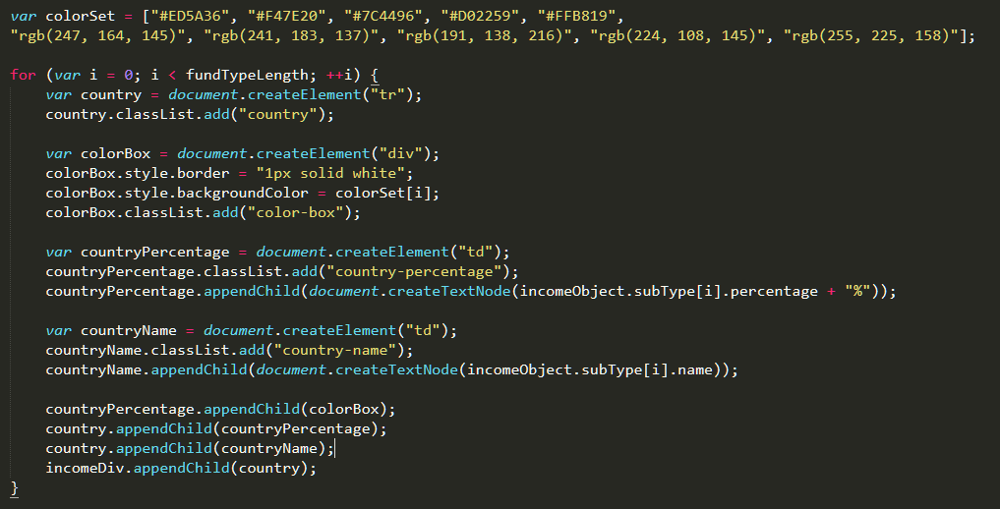 var colorSet = ["#ED5A36", "#F47E20", "#7C4496", "#D02259", "#FFB819",
"rgb(247, 164, 145)", "rgb(241, 183, 137)", "rgb(191, 138, 216)", "rgb(224, 108, 145)", "rgb(255, 225, 158)"];

for (var i = 0; i < fundTypeLength; ++i) {
    var country = document.createElement("tr");
    country.classList.add("country");

    var colorBox = document.createElement("div");
    colorBox.style.border = "1px solid white";
    colorBox.style.backgroundColor = colorSet[i];
    colorBox.classList.add("color-box");

    var countryPercentage = document.createElement("td");
    countryPercentage.classList.add("country-percentage");
    countryPercentage.appendChild(document.createTextNode(incomeObject.subType[i].percentage + "%"));

    var countryName = document.createElement("td");
    countryName.classList.add("country-name");
    countryName.appendChild(document.createTextNode(incomeObject.subType[i].name));

    countryPercentage.appendChild(colorBox);
    country.appendChild(countryPercentage);
    country.appendChild(countryName);
    incomeDiv.appendChild(country);
}